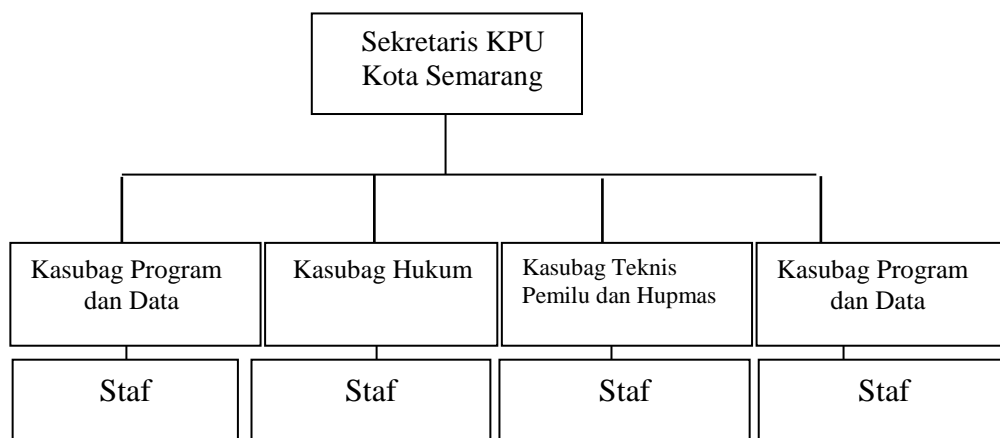 Sekretaris KPU
Kota Semarang
Kasubag Program
dan Data
Kasubag Hukum
Kasubag Teknis
Pemilu dan Hupmas
Kasubag Program
dan Data
Staf
Staf
Staf
Staf